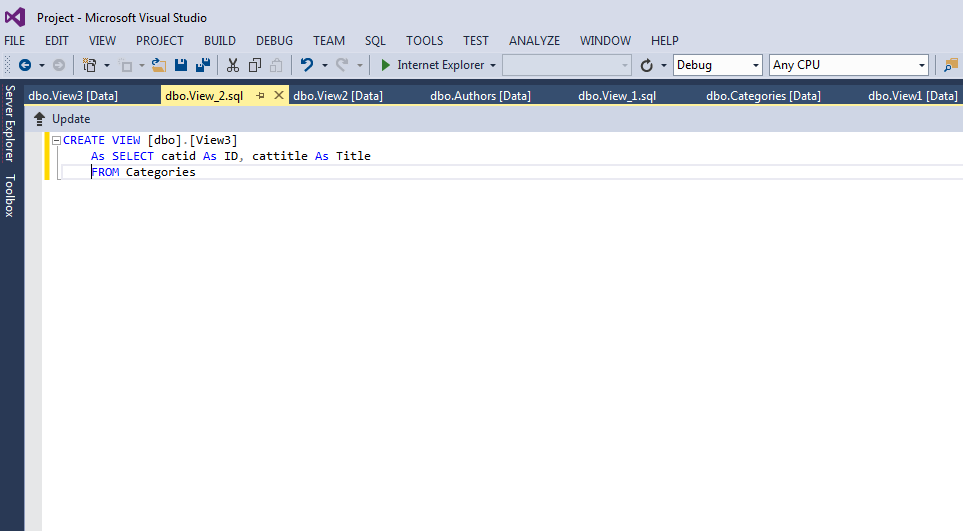 Project - Microsoft Visual Studio
FILE EDIT VIEW PROJECT BUILD DEBUG TEAM SQL TOOLS TEST ANALYZE WINDOW HELP
Internet Explorer Debug Any CPU
dbo.View3 [Data] dbo.View_2.sql dbo.View2 [Data] dbo.Authors [Data] dbo.View_1.sql dbo.Categories [Data] dbo.View1 [Data]
Update
Server Explorer
Toolbox
CREATE VIEW [dbo].[View3]
As SELECT catid As ID, cattitle As Title
FROM Categories